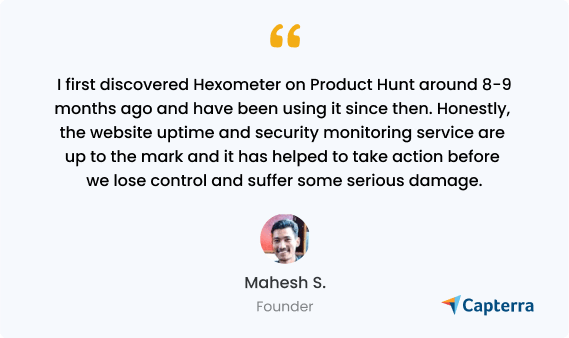 I first discovered Hexometer on Product Hunt around 8-9
months ago and have been using it since then. Honestly,
the website uptime and security monitoring service are
up to the mark and it has helped to take action before
we lose control and suffer some serious damage.
Mahesh S.
Founder
Capterra